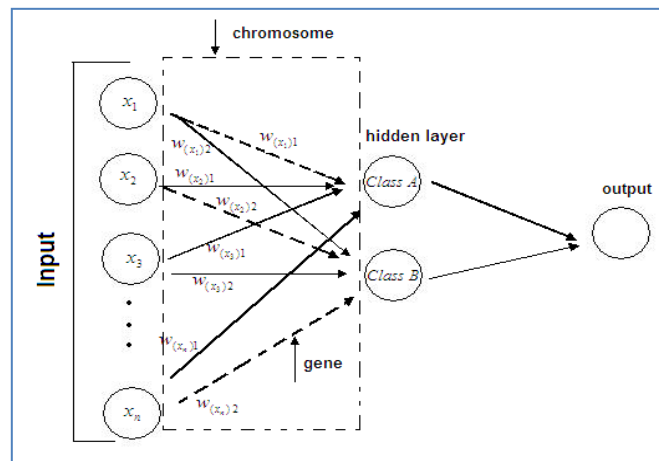 chromosome
Input
x₁
x₂
x₃
xₙ
w₍ₓ₁₎1
w₍ₓ₁₎2
w₍ₓ₂₎1
w₍ₓ₂₎2
w₍ₓ₃₎1
w₍ₓ₃₎2
w₍ₓₙ₎1
w₍ₓₙ₎2
gene
hidden layer
Class A
Class B
output